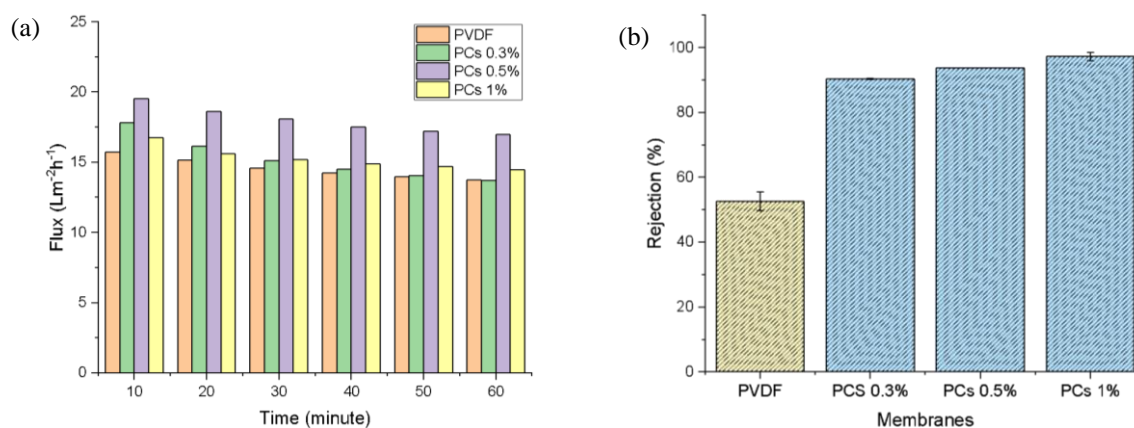 (a)
25
20
15
10
5
0
Flux (Lm⁻²h⁻¹)
PVDF
PCs 0.3%
PCs 0.5%
PCs 1%
10 20 30 40 50 60
Time (minute)
(b)
100
80
60
40
20
0
Rejection (%)
PVDF PCS 0.3% PCs 0.5% PCs 1%
Membranes